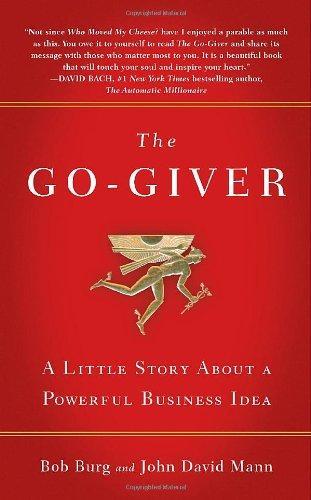 "Not since Who Moved My Cheese? have I enjoyed a parable as much
as this. You owe it to yourself to read The Go-Giver and share its
message with those who matter most to you. It is a beautiful book
that will touch your soul and inspire your heart."
—DAVID BACH, #1 New York Times bestselling author,
The Automatic Millionaire
The
GO-GIVER
A Little Story About a
Powerful Business Idea
Bob Burg and John David Mann